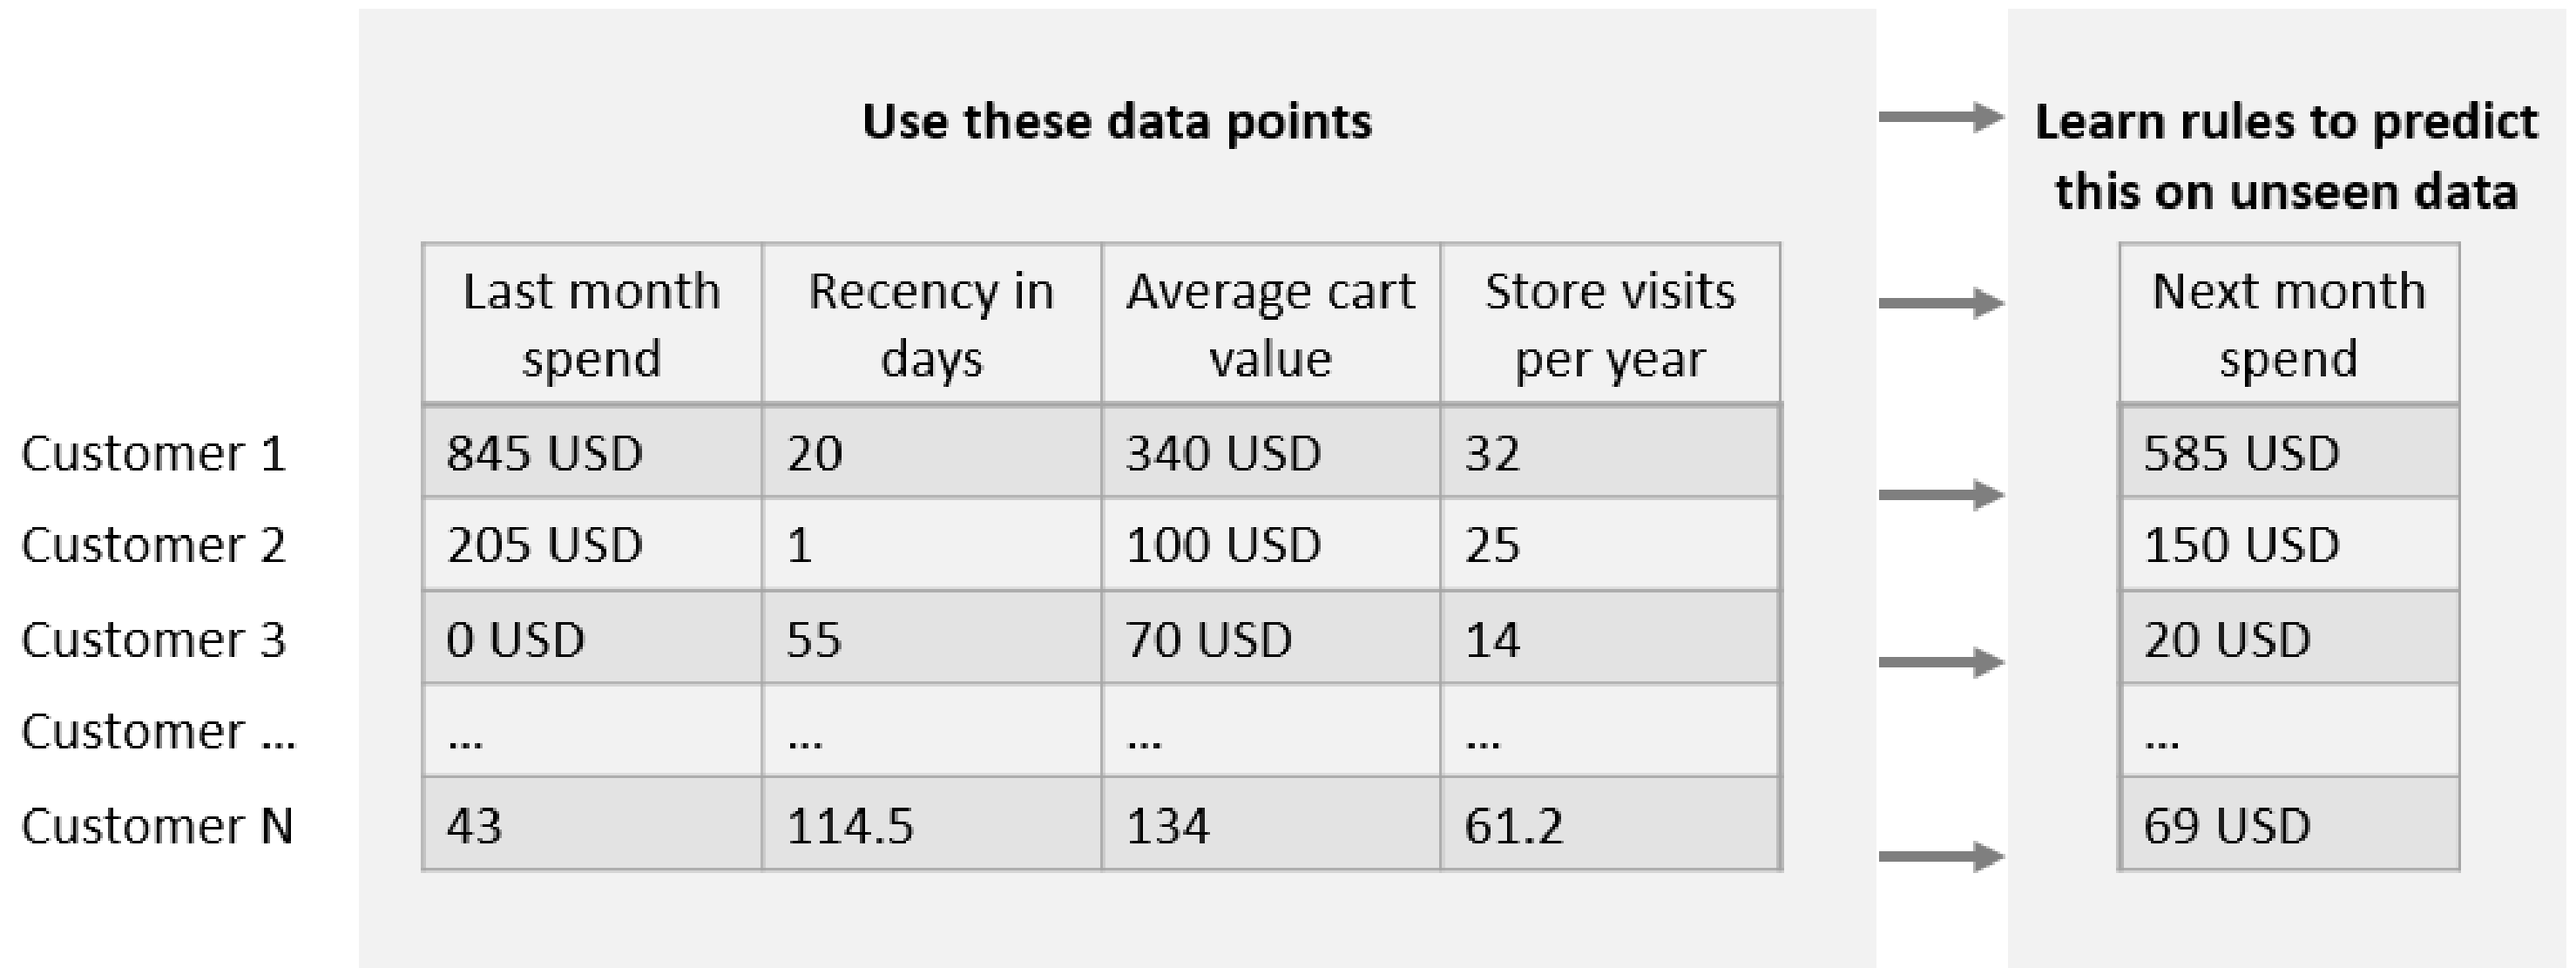 Use these data points
Learn rules to predict
this on unseen data
Last month
spend
Recency in
days
Average cart
value
Store visits
per year
Next month
spend
Customer 1
845 USD
20
340 USD
32
585 USD
Customer 2
205 USD
1
100 USD
25
150 USD
Customer 3
0 USD
55
70 USD
14
20 USD
Customer ...
...
...
...
...
...
Customer N
43
114.5
134
61.2
69 USD